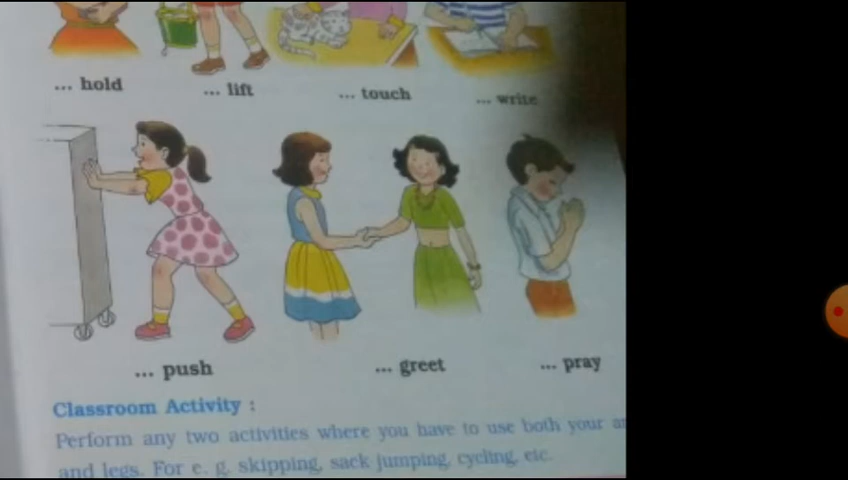 ... hold
... lift
... touch
... write
... push
... greet
... pray
Classroom Activity :
Perform any two activities where you have to use both your
and legs. For e. g. skipping, sack jumping, cycling, etc.